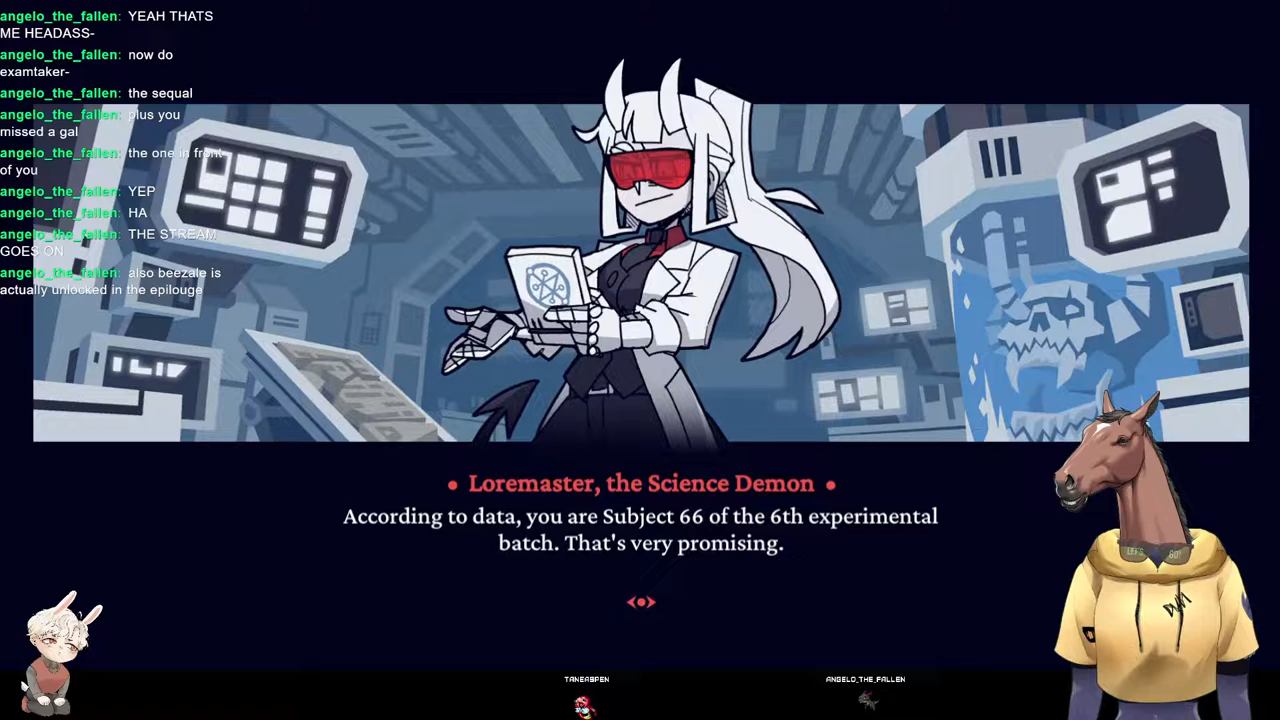 angelo_the_fallen: YEAH THATS
ME HEADASS-
angelo_the_fallen: now do
examtaker-
angelo_the_fallen: the sequal
angelo_the_fallen: plus you
missed a gal
angelo_the_fallen: the one in front
of you
angelo_the_fallen: YEP
angelo_the_fallen: HA
angelo_the_fallen: THE STREAM
GOES ON
angelo_the_fallen: also beezale is
actually unlocked in the epilouge
• Loremaster, the Science Demon •
According to data, you are Subject 66 of the 6th experimental
batch. That's very promising.
LET'S GO!
TANEASPEN
ANGELO_THE_FALLEN